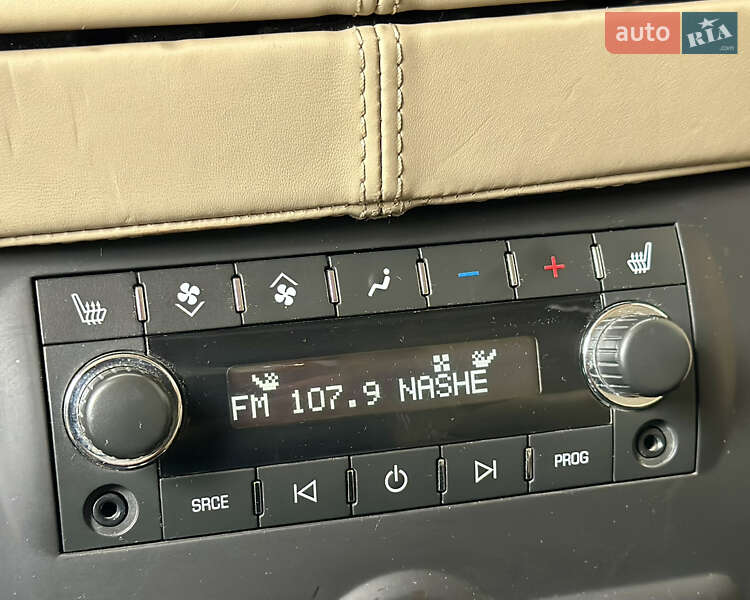 auto RIA
.com
FM 107.9 NASHE
SRCE
PROG